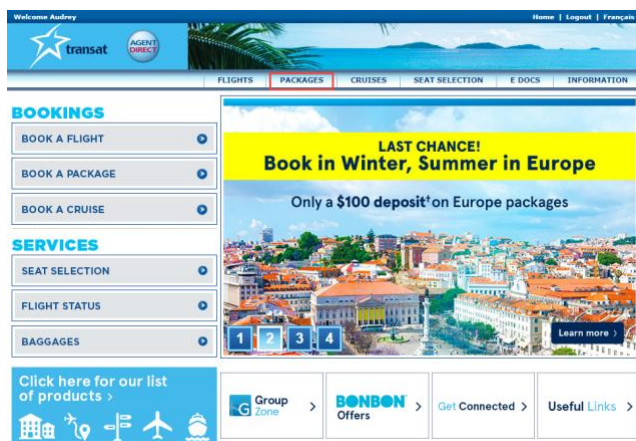 Welcome Audrey
Home | Logout | Français
transat
AGENT
DIRECT
FLIGHTS PACKAGES CRUISES SEAT SELECTION E DOCS INFORMATION
BOOKINGS
BOOK A FLIGHT
BOOK A PACKAGE
BOOK A CRUISE
SERVICES
SEAT SELECTION
FLIGHT STATUS
BAGGAGES
Click here for our list
of products >
LAST CHANCE!
Book in Winter, Summer in Europe
Only a $100 deposit† on Europe packages
Learn more >
1 2 3 4
G Group
Zone >
BONBON
Offers >
Get Connected >
Useful Links >